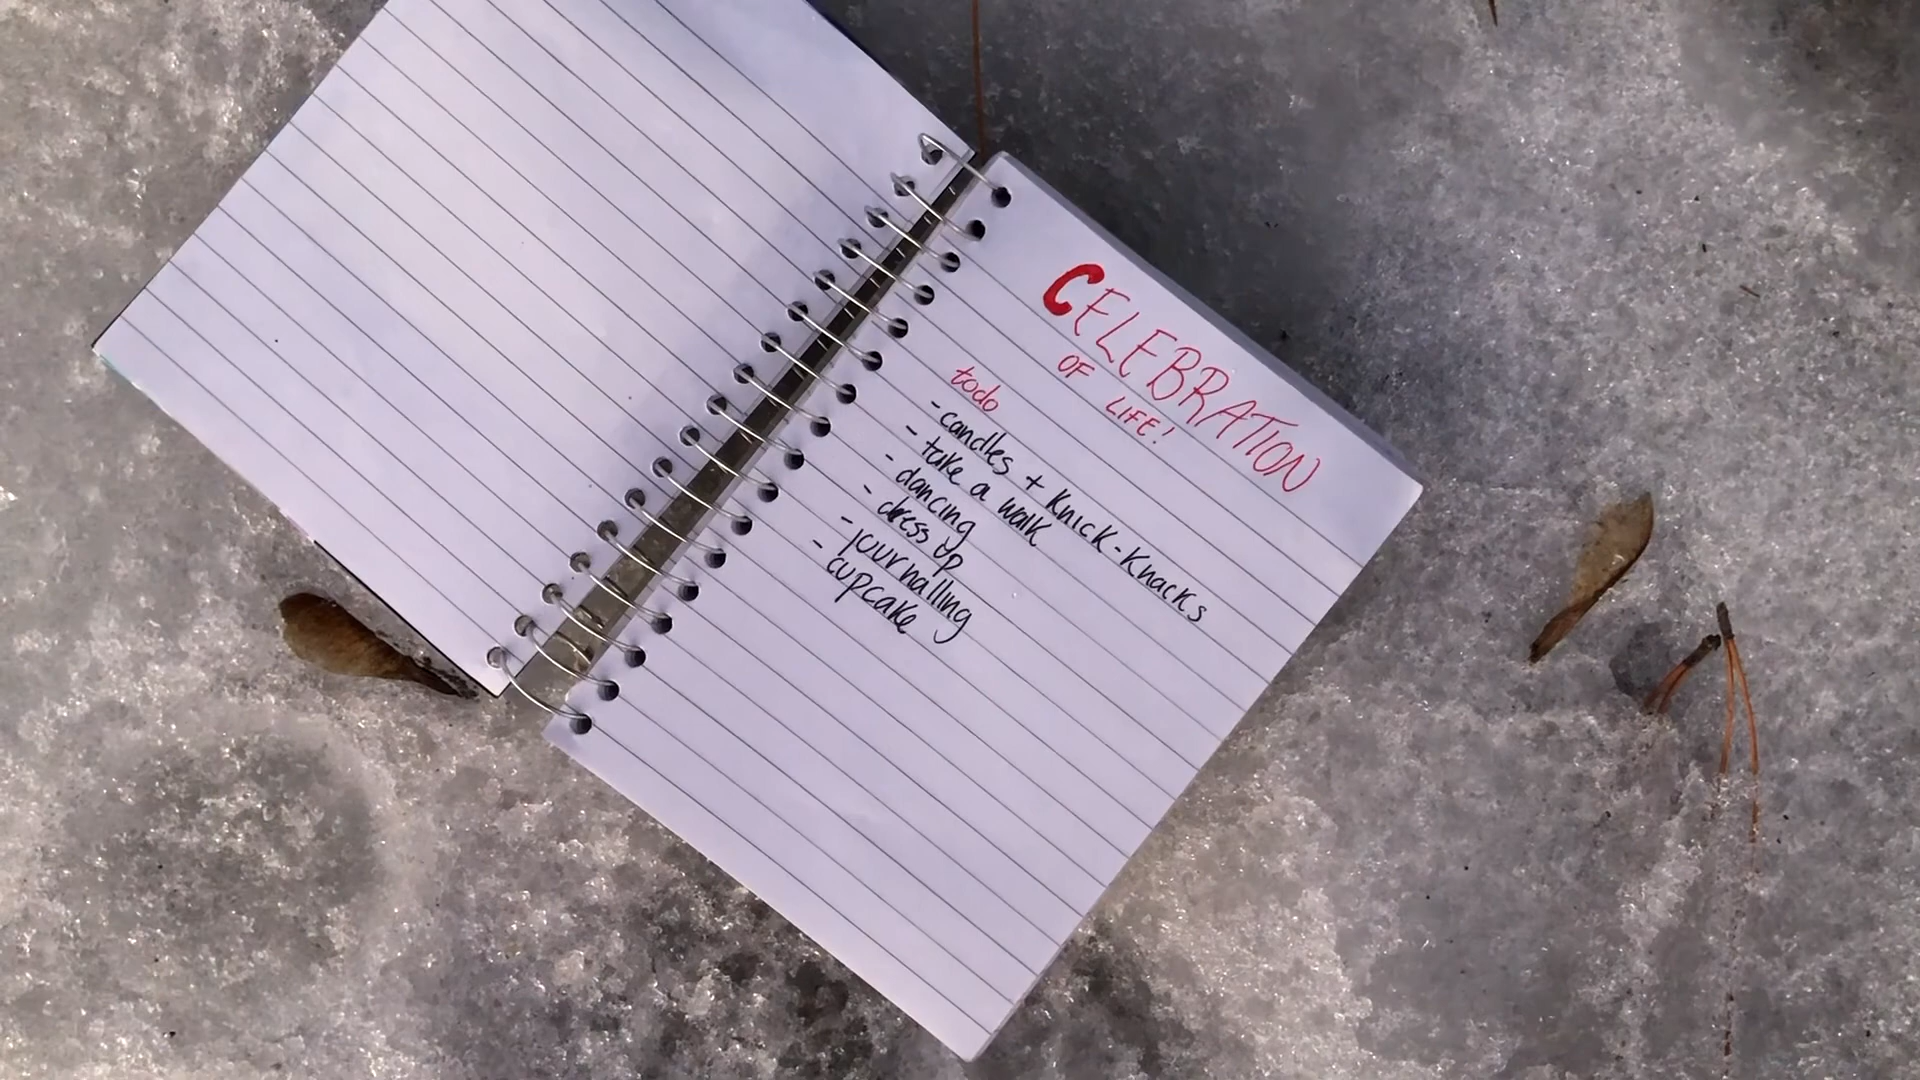 CELEBRATION
OF LIFE!
todo
- candles + knick-knacks
- take a walk
- dancing
- dress up
- journalling
- cupcake